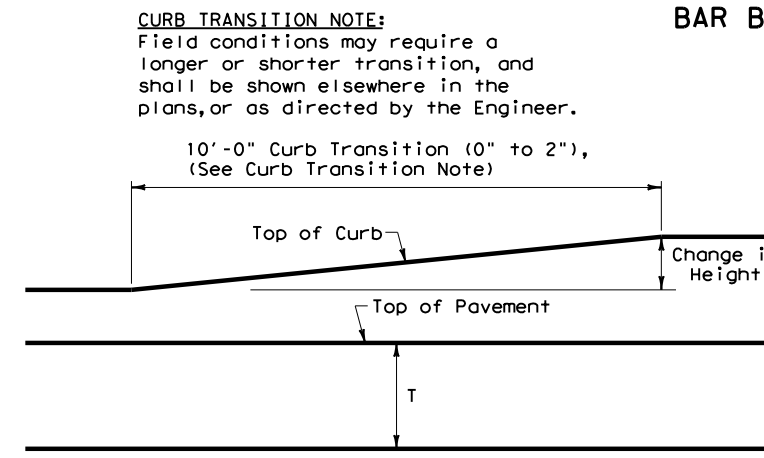 CURB TRANSITION NOTE:
BAR B
Field conditions may require a
longer or shorter transition, and
shall be shown elsewhere in the
plans,or as directed by the Engineer.
10'-0" Curb Transition (0" to 2"),
(See Curb Transition Note)
Top of Curb
Change i
Height
Top of Pavement
T